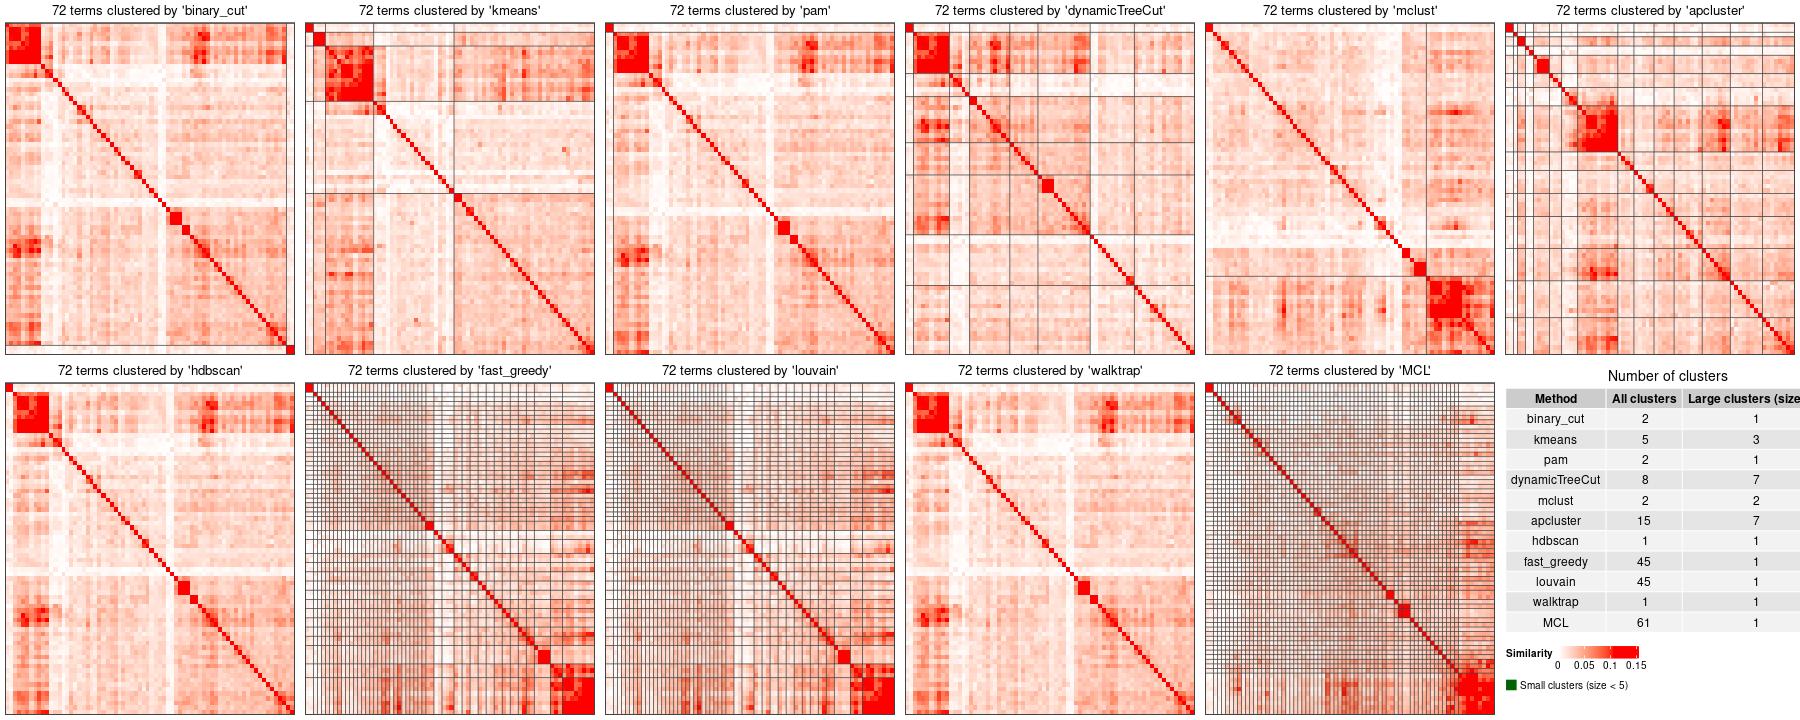 72 terms clustered by 'binary_cut'
72 terms clustered by 'kmeans'
72 terms clustered by 'pam'
72 terms clustered by 'dynamicTreeCut'
72 terms clustered by 'mclust'
72 terms clustered by 'apcluster'
72 terms clustered by 'hdbscan'
72 terms clustered by 'fast_greedy'
72 terms clustered by 'louvain'
72 terms clustered by 'walktrap'
72 terms clustered by 'MCL'
Number of clusters
Method All clusters Large clusters (size
binary_cut 2 1
kmeans 5 3
pam 2 1
dynamicTreeCut 8 7
mclust 2 2
apcluster 15 7
hdbscan 1 1
fast_greedy 45 1
louvain 45 1
walktrap 1 1
MCL 61 1
Similarity
0 0.05 0.1 0.15
Small clusters (size < 5)